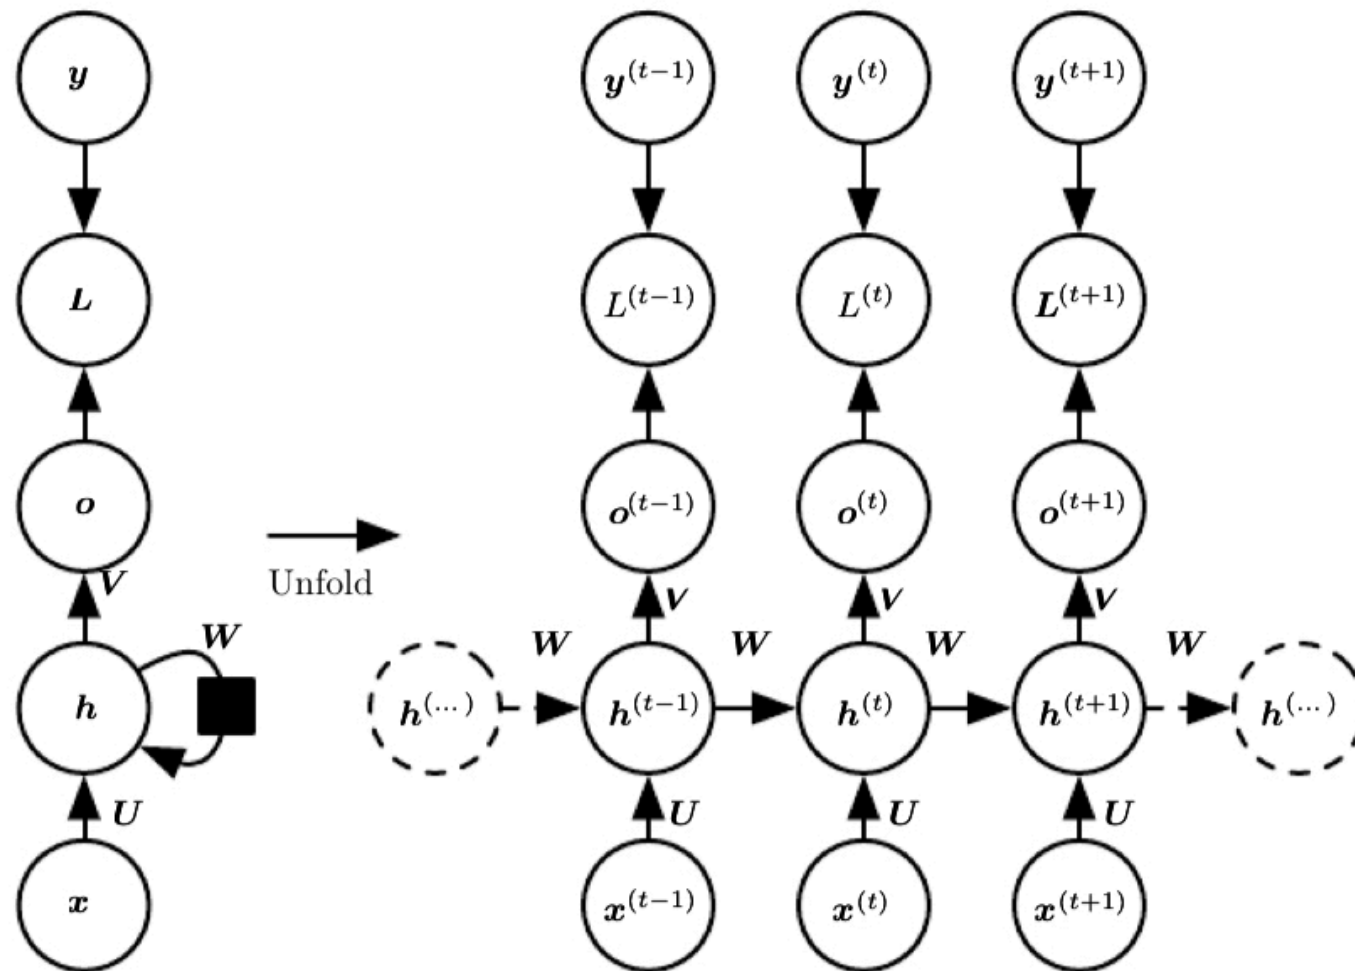 y y^(t−1) y^(t) y^(t+1)
L L^(t−1) L^(t) L^(t+1)
o o^(t−1) o^(t) o^(t+1)
Unfold
V V V V
W W W W W
h h^(...) h^(t−1) h^(t) h^(t+1) h^(...)
U U U U
x x^(t−1) x^(t) x^(t+1)